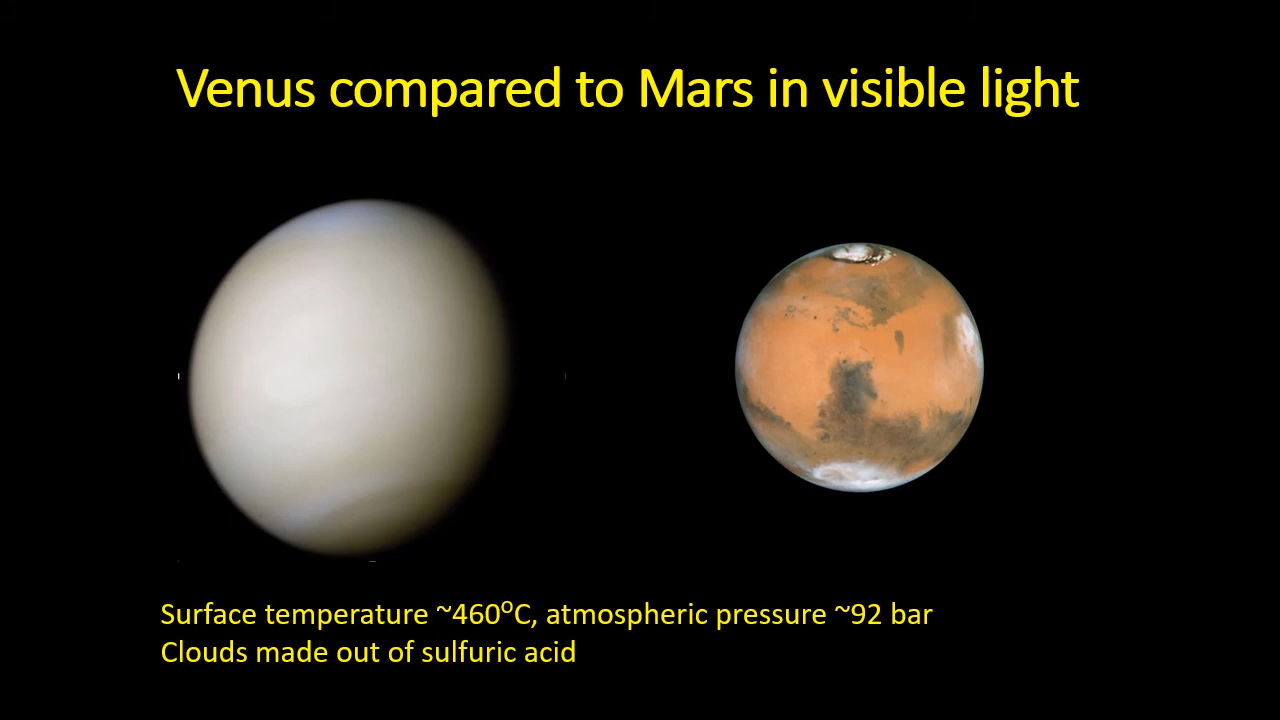 Venus compared to Mars in visible light
Surface temperature ~460ºC, atmospheric pressure ~92 bar
Clouds made out of sulfuric acid